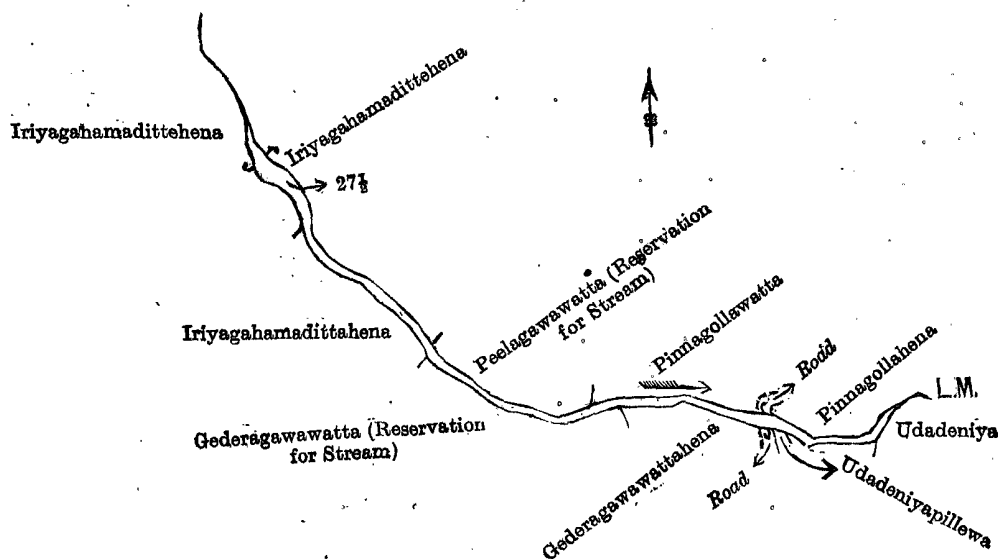 Iriyagahamadittehena
Iriyagahamadittehena
27½
Peelagawawatta (Reservation
for Stream)
Iriyagahamadittahena
Pinnagollawatta
Road
Pinnagollahena
L.M.
Udadeniya
Gederagawawatta (Reservation
for Stream)
Gederagawawattahena
Road
Udadeniyapillewa